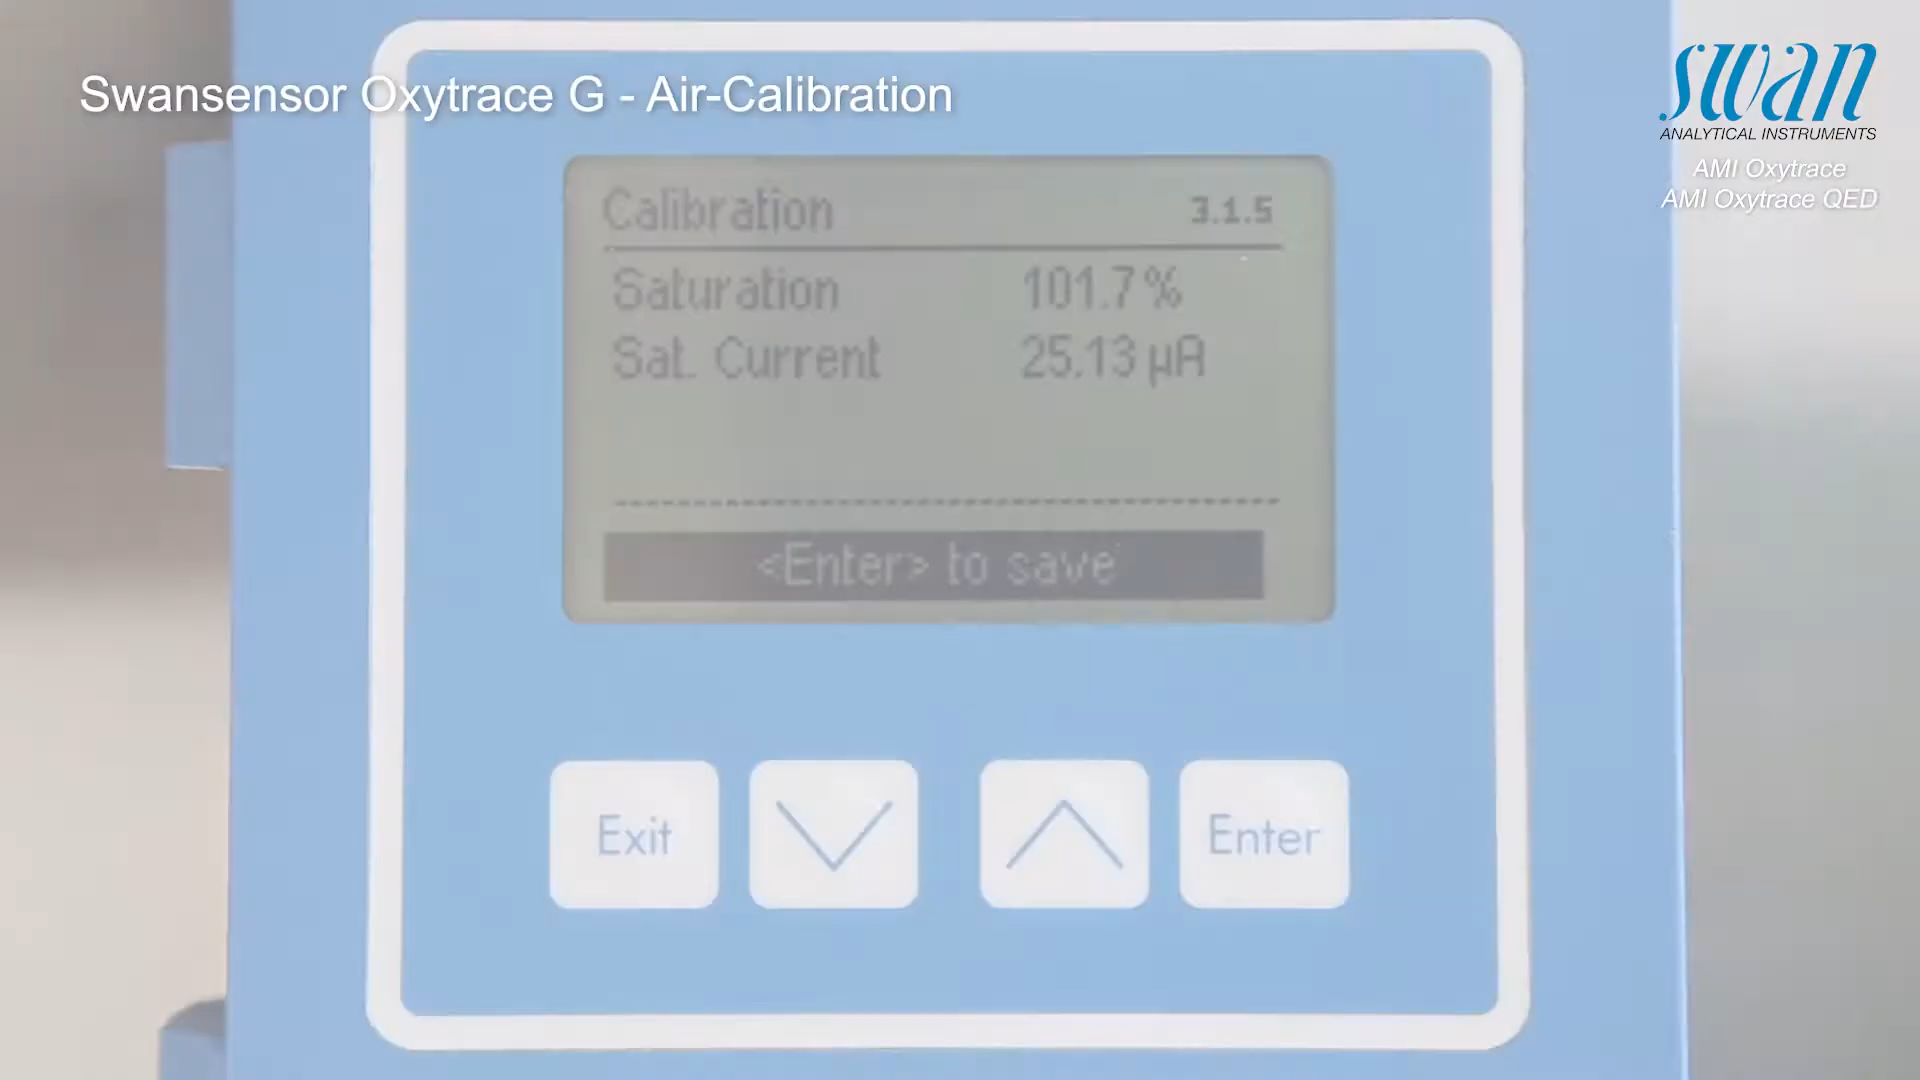 Swansensor Oxytrace G - Air-Calibration
swan
ANALYTICAL INSTRUMENTS
AMI Oxytrace
AMI Oxytrace QED
Calibration 3.1.5
Saturation 101.7 %
Sat. Current 25.13 µA
<Enter> to save
Exit
Enter